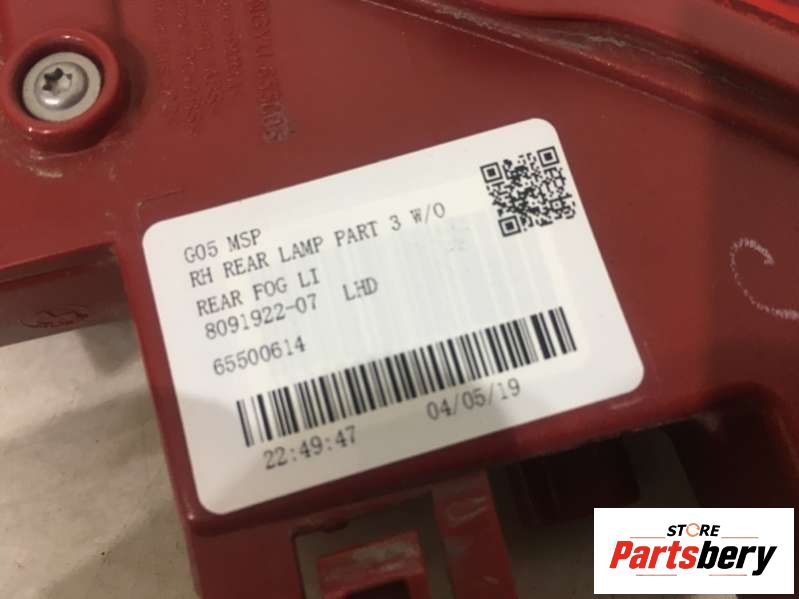 G05 MSP
RH REAR LAMP PART 3 W/O
REAR FOG LI
8091922-07 LHD
65500614
22:49:47 04/05/19
STORE
Partsbery